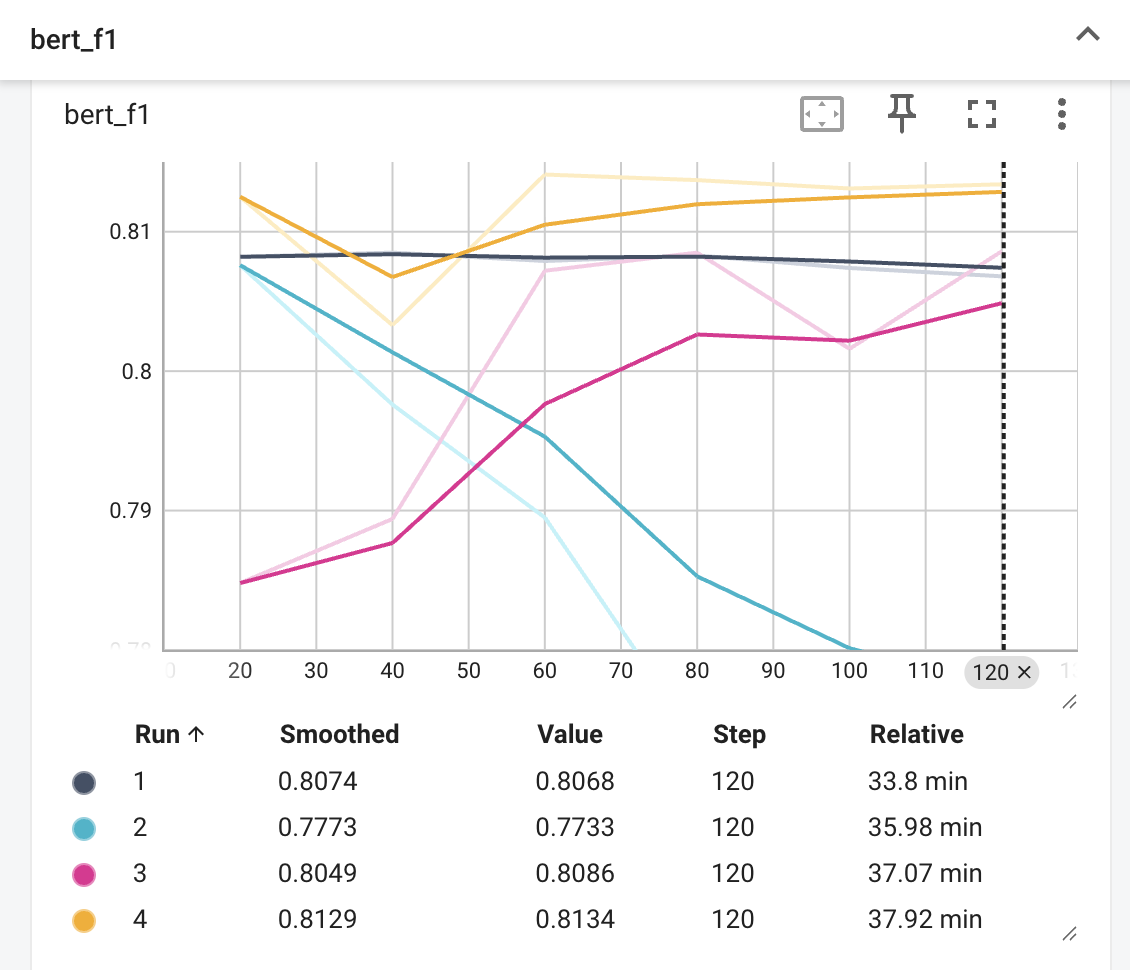 bert_f1
bert_f1
0.81
0.8
0.79
20 30 40 50 60 70 80 90 100 110 120 ×
Run ↑ Smoothed Value Step Relative
1 0.8074 0.8068 120 33.8 min
2 0.7773 0.7733 120 35.98 min
3 0.8049 0.8086 120 37.07 min
4 0.8129 0.8134 120 37.92 min